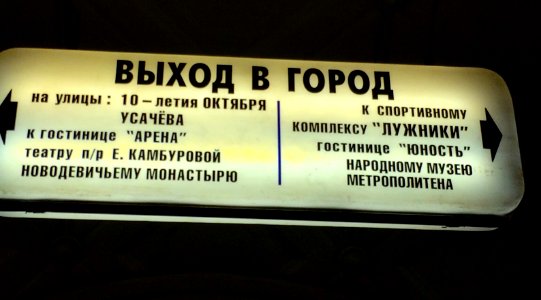 ВЫХОД В ГОРОД
на улицы: 10-летия ОКТЯБРЯ
УСАЧЁВА
к гостинице "АРЕНА"
театру п/р Е. КАМБУРОВОЙ
НОВОДЕВИЧЬЕМУ МОНАСТЫРЮ
к СПОРТИВНОМУ
КОМПЛЕКСУ "ЛУЖНИКИ"
гостинице "ЮНОСТЬ"
НАРОДНОМУ МУЗЕЮ
МЕТРОПОЛИТЕНА